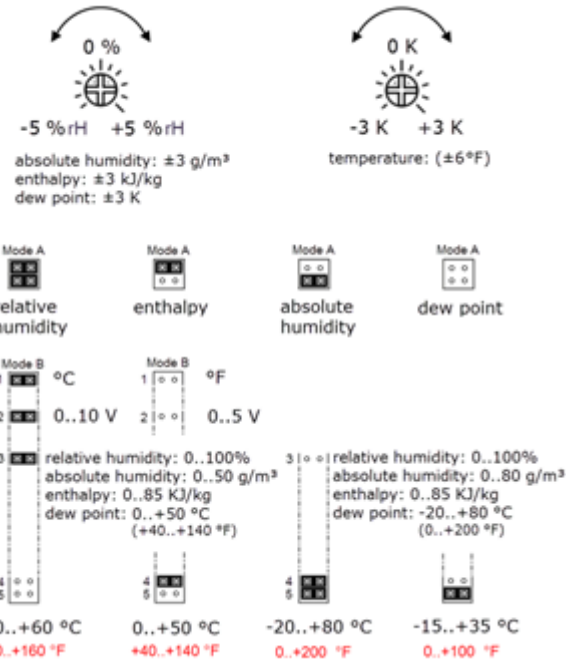 0 %
0 K
-5 %rH +5 %rH
-3 K +3 K
absolute humidity: ±3 g/m³
enthalpy: ±3 kJ/kg
dew point: ±3 K
temperature: (±6°F)
Mode A
Mode A
Mode A
Mode A
enthalpy
absolute
humidity
dew point
Mode B
Mode B
°C
1
°F
0..10 V
2
0..5 V
3
relative humidity: 0..100%
absolute humidity: 0..50 g/m³
enthalpy: 0..85 KJ/kg
dew point: 0..+50 °C
(+40..+140 °F)
3
relative humidity: 0..100%
absolute humidity: 0..80 g/m³
enthalpy: 0..85 KJ/kg
dew point: -20..+80 °C
(0..+200 °F)
4
5
4
5
4
5
0..+50 °C
-20..+80 °C
-15..+35 °C
+40..+140 °F
0..+200 °F
0..+100 °F